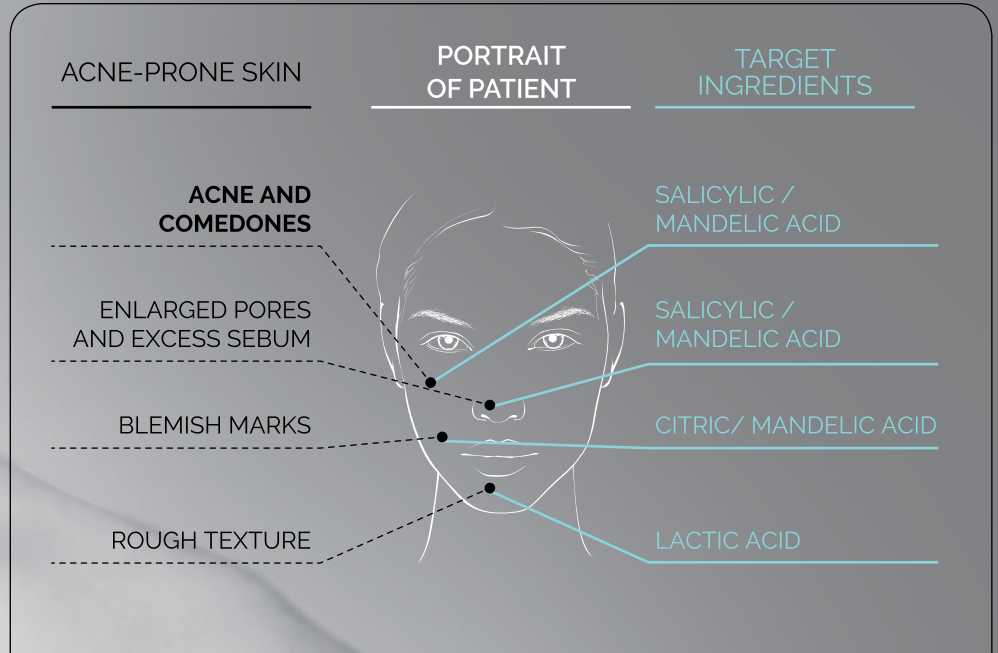 ACNE-PRONE SKIN
PORTRAIT
OF PATIENT
TARGET
INGREDIENTS
ACNE AND
COMEDONES
SALICYLIC /
MANDELIC ACID
ENLARGED PORES
AND EXCESS SEBUM
SALICYLIC /
MANDELIC ACID
BLEMISH MARKS
CITRIC/ MANDELIC ACID
ROUGH TEXTURE
LACTIC ACID